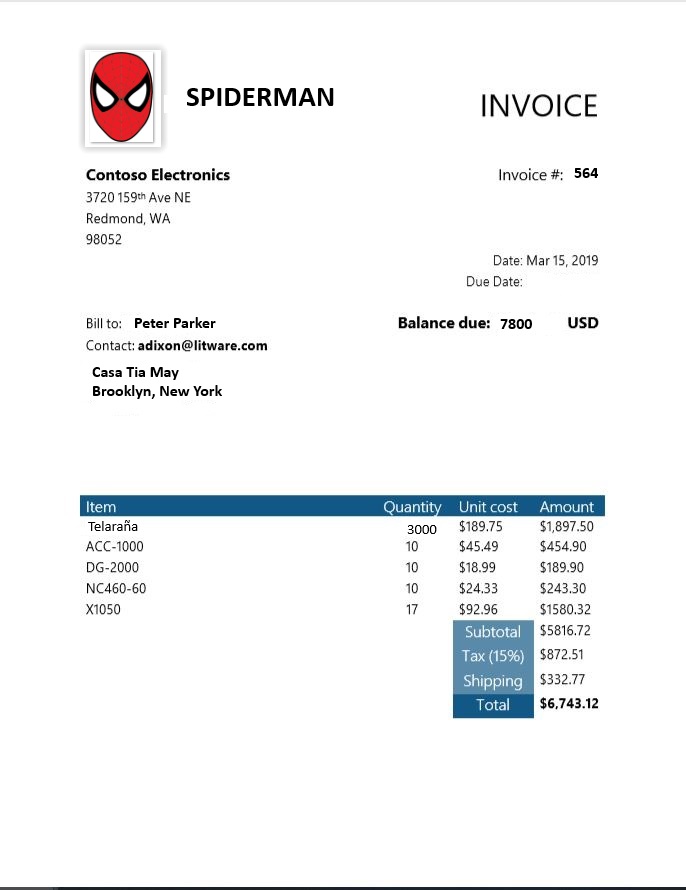 SPIDERMAN
INVOICE
Contoso Electronics
Invoice #: 564
3720 159th Ave NE
Redmond, WA
98052
Date: Mar 15, 2019
Due Date:
Bill to: Peter Parker
Balance due: 7800 USD
Contact: adixon@litware.com
Casa Tia May
Brooklyn, New York
Item Quantity Unit cost Amount
Telaraña 3000 $189.75 $1,897.50
ACC-1000 10 $45.49 $454.90
DG-2000 10 $18.99 $189.90
NC460-60 10 $24.33 $243.30
X1050 17 $92.96 $1580.32
Subtotal $5816.72
Tax (15%) $872.51
Shipping $332.77
Total $6,743.12